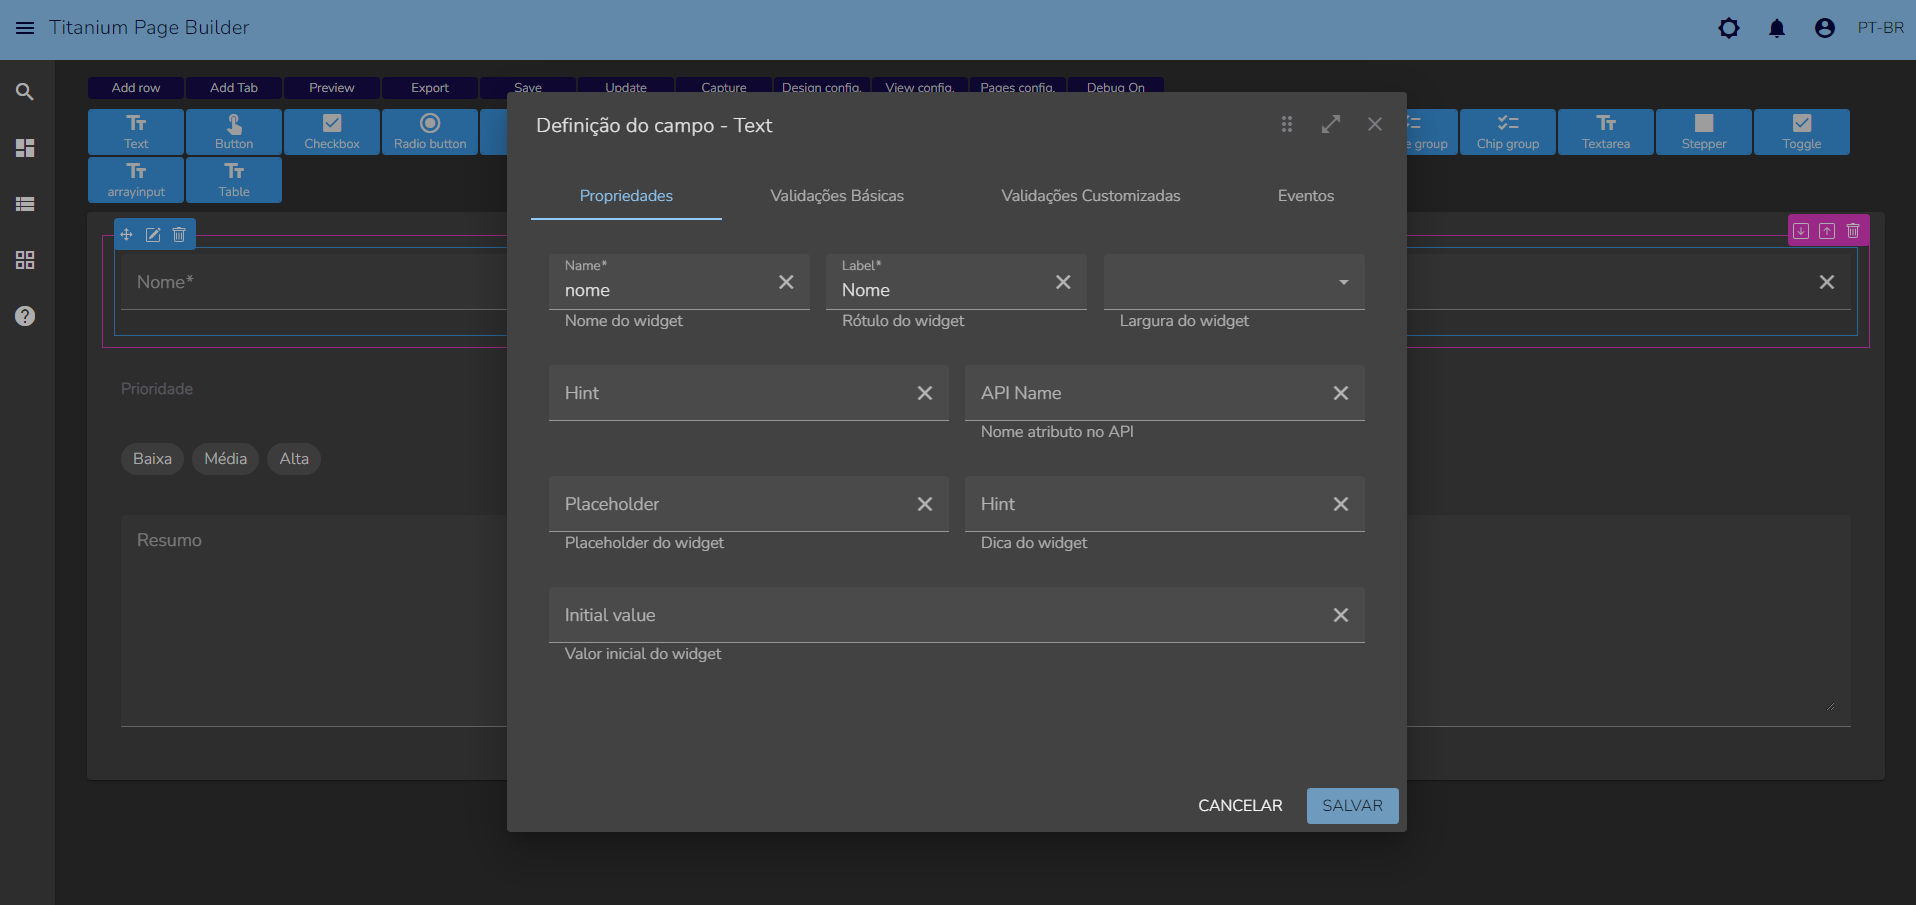 Titanium Page Builder
PT-BR
Add row
Add Tab
Preview
Export
Save
Update
Capture
Design config.
View config.
Pages config.
Debug On
Text
Button
Checkbox
Radio button
e group
Chip group
Textarea
Stepper
Toggle
arrayinput
Table
Nome*
Prioridade
Baixa
Média
Alta
Resumo
Definição do campo - Text
Propriedades
Validações Básicas
Validações Customizadas
Eventos
Name*
nome
Nome do widget
Label*
Nome
Rótulo do widget
Largura do widget
Hint
API Name
Nome atributo no API
Placeholder
Placeholder do widget
Hint
Dica do widget
Initial value
Valor inicial do widget
CANCELAR
SALVAR